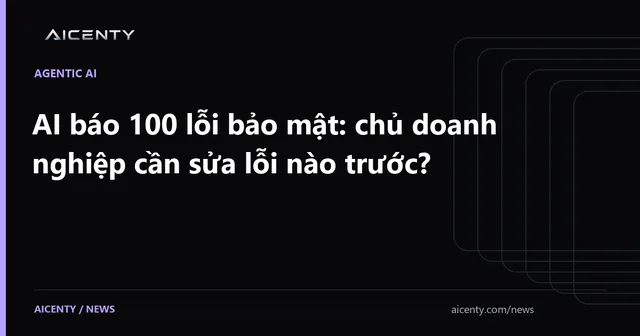 AICENTY
AGENTIC AI
AI báo 100 lỗi bảo mật: chủ doanh
nghiệp cần sửa lỗi nào trước?
AICENTY / NEWS
aicenty.com/news